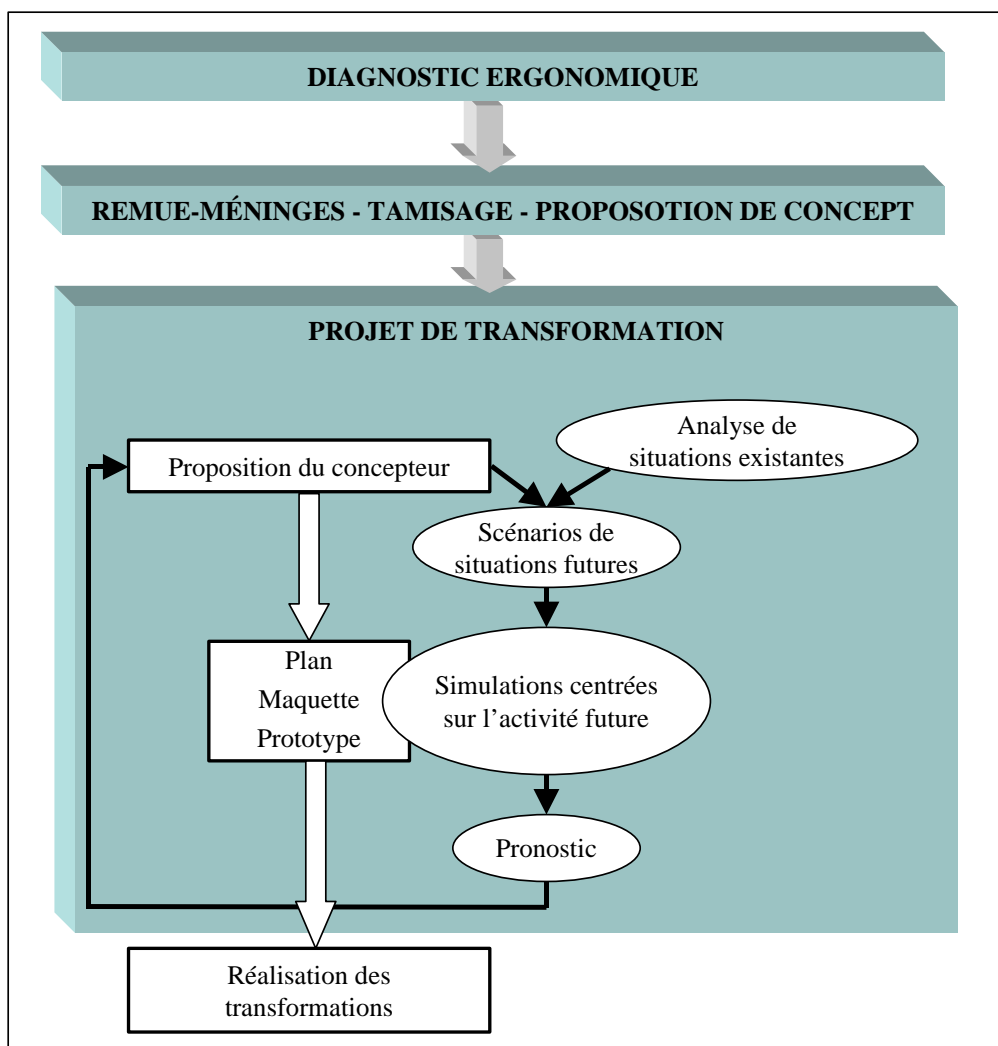 DIAGNOSTIC ERGONOMIQUE
REMUE-MÉNINGES - TAMISAGE - PROPOSOTION DE CONCEPT
PROJET DE TRANSFORMATION
Analyse de
situations existantes
Proposition du concepteur
Scénarios de
situations futures
Plan
Maquette
Prototype
Simulations centrées
sur l’activité future
Pronostic
Réalisation des
transformations